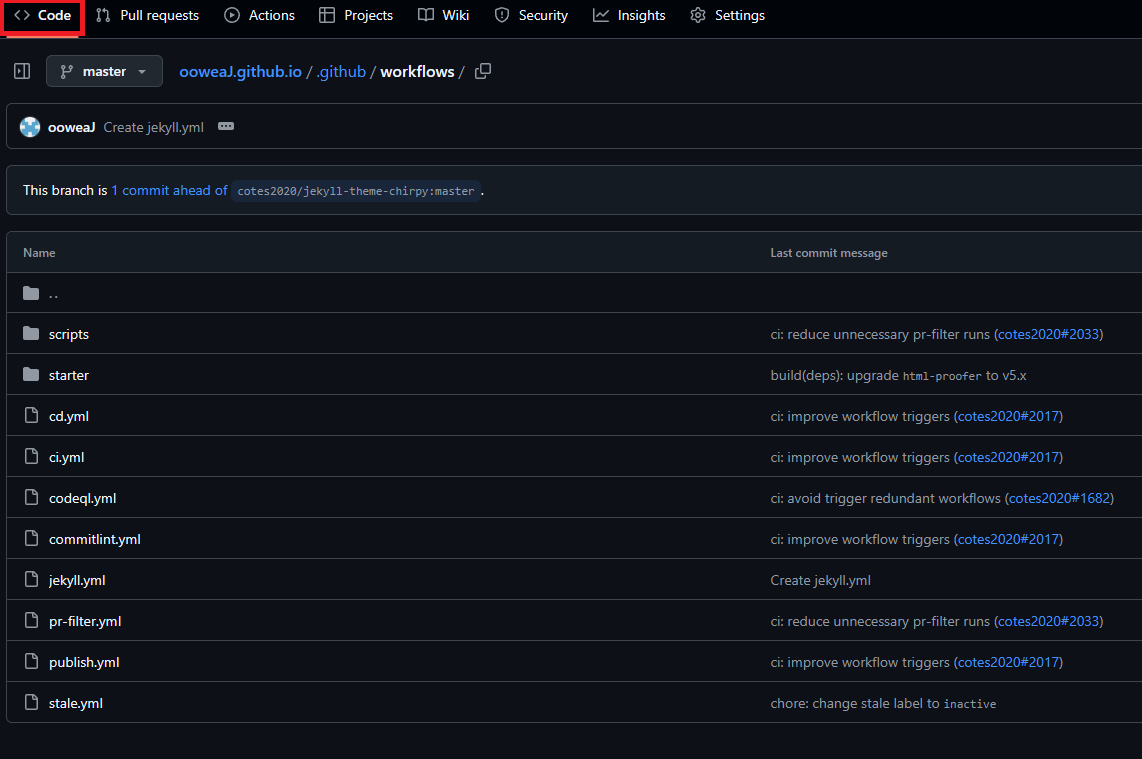 Code Pull requests Actions Projects Wiki Security Insights Settings
master ooweaJ.github.io / .github / workflows /
ooweaJ Create jekyll.yml
This branch is 1 commit ahead of cotes2020/jekyll-theme-chirpy:master .
Name Last commit message
..
scripts ci: reduce unnecessary pr-filter runs (cotes2020#2033)
starter build(deps): upgrade html-proofer to v5.x
cd.yml ci: improve workflow triggers (cotes2020#2017)
ci.yml ci: improve workflow triggers (cotes2020#2017)
codeql.yml ci: avoid trigger redundant workflows (cotes2020#1682)
commitlint.yml ci: improve workflow triggers (cotes2020#2017)
jekyll.yml Create jekyll.yml
pr-filter.yml ci: reduce unnecessary pr-filter runs (cotes2020#2033)
publish.yml ci: improve workflow triggers (cotes2020#2017)
stale.yml chore: change stale label to inactive